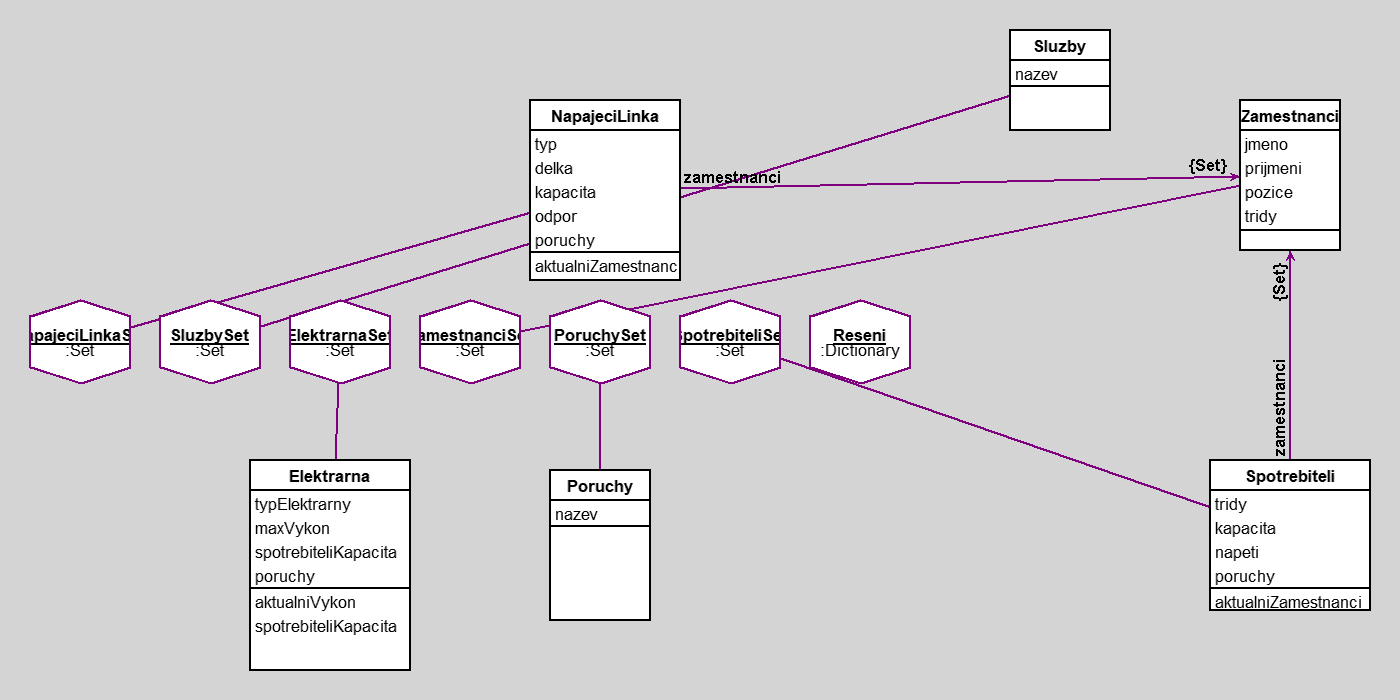 Sluzby
nazev
NapajeciLinka
typ
delka
kapacita
odpor
poruchy
aktualniZamestnanc
zamestnanci
{Set}
Zamestnanci
jmeno
prijmeni
pozice
tridy
{Set}
zamestnanci
apajeciLinkaS
:Set
SluzbySet
:Set
ElektrarnaSet
:Set
amestnanciSe
:Set
PoruchySet
:Set
SpotrebiteliSe
:Set
Reseni
:Dictionary
Elektrarna
typElektrarny
maxVykon
spotrebiteliKapacita
poruchy
aktualniVykon
spotrebiteliKapacita
Poruchy
nazev
Spotrebiteli
tridy
kapacita
napeti
poruchy
aktualniZamestnanci